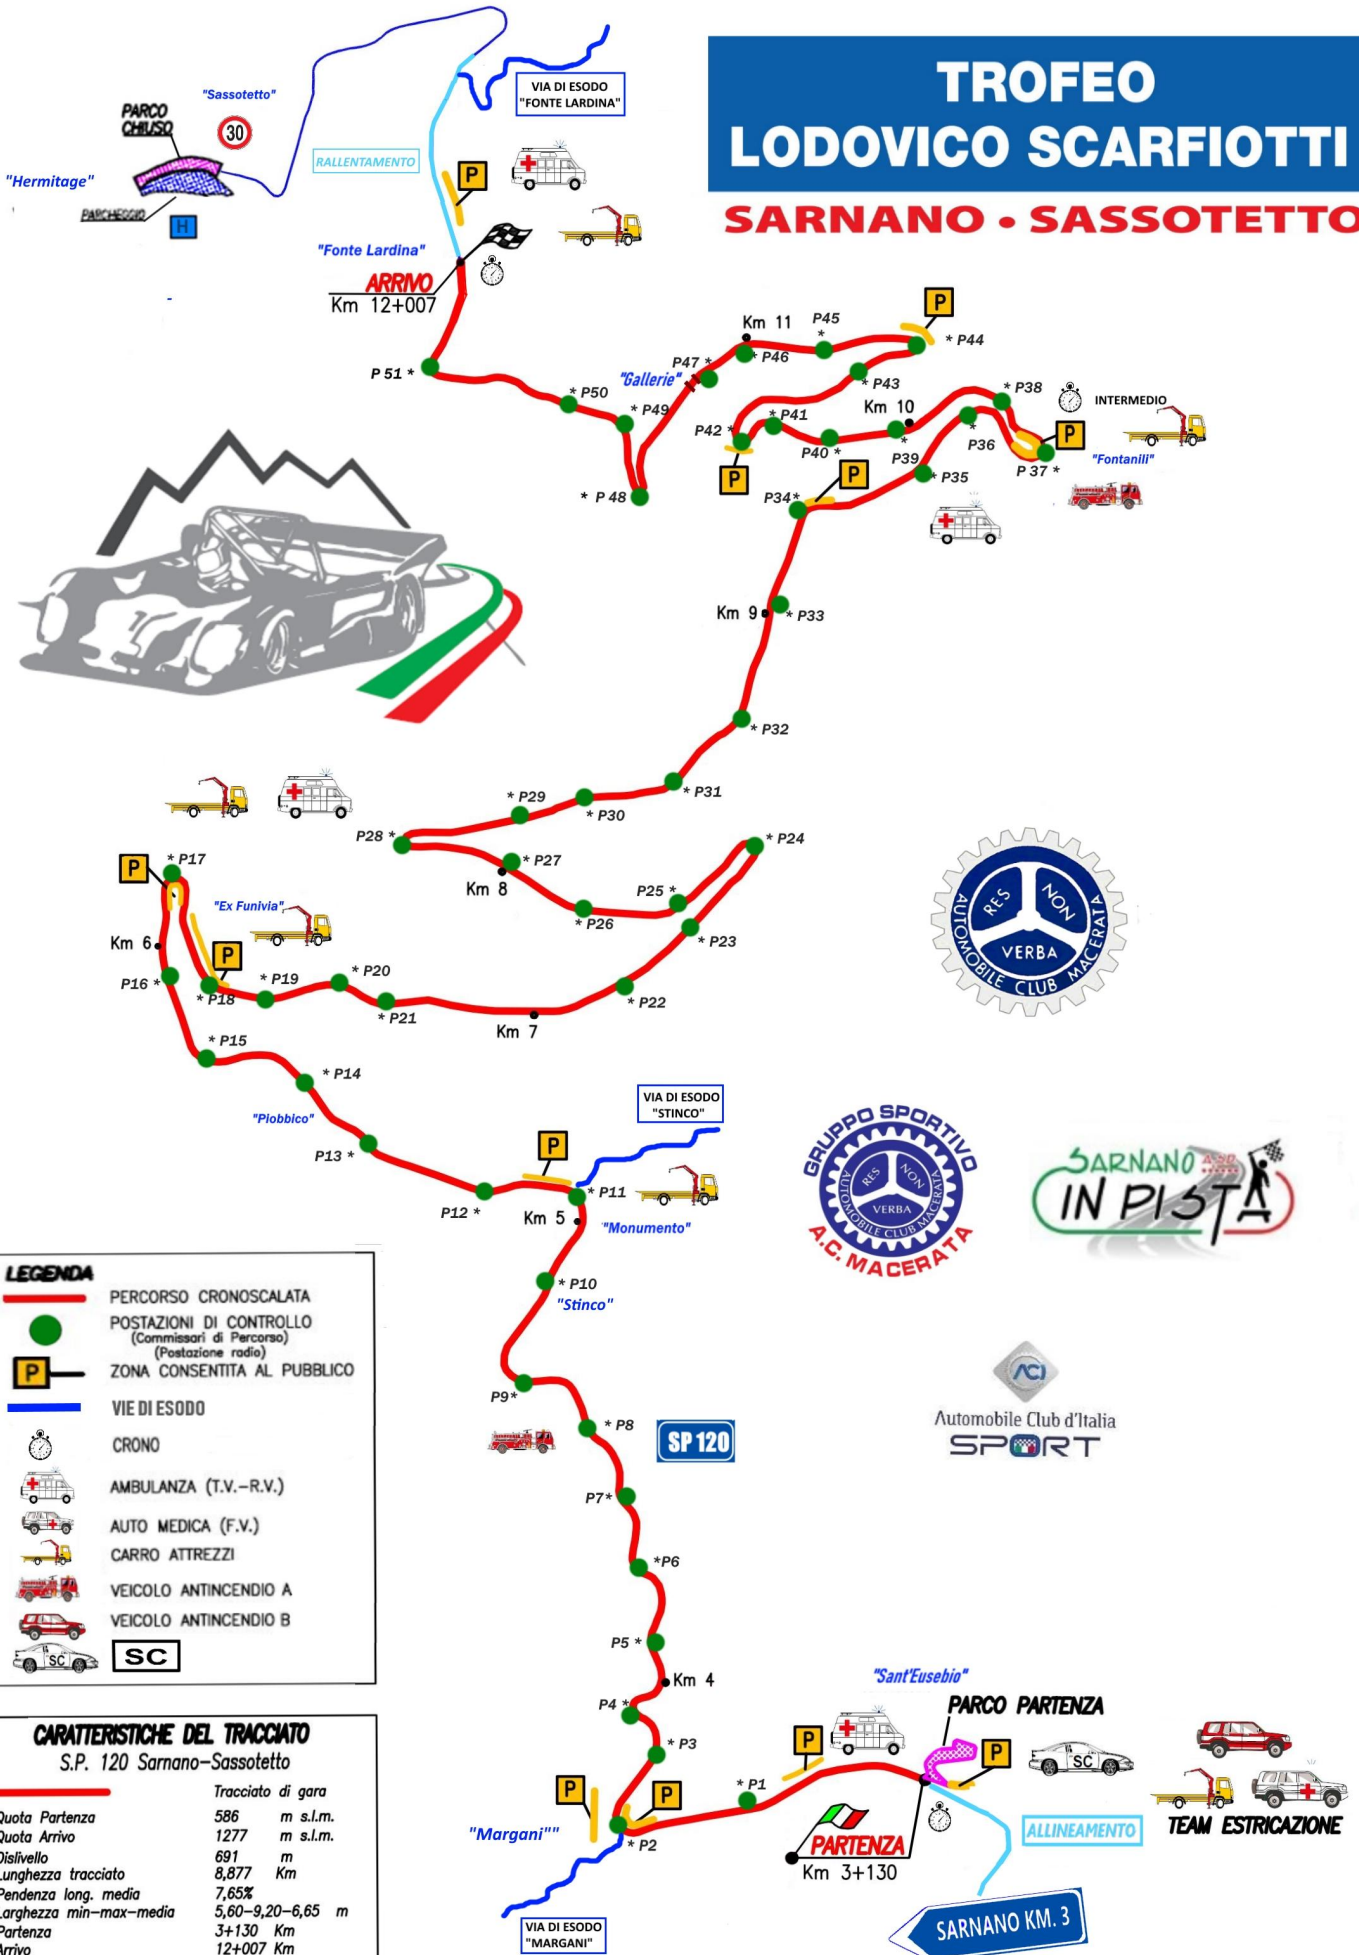 TROFEO
LODOVICO SCARFIOTTI
SARNANO • SASSOTETTO
VIA DI ESODO
"FONTE LARDINA"
"Sassotetto"
PARCO
CHIUSO
30
RALLENTAMENTO
"Hermitage"
PARCHEGGIO
H
P
"Fonte Lardina"
ARRIVO
Km 12+007
P
Km 11
P45
*
* P44
* P46
P47 *
"Gallerie"
* P43
P 51 *
* P50
* P49
* P38
INTERMEDIO
Km 10
* P41
P42 *
P40 *
*
P39
*
P36
P
"Fontanili"
P 37 *
P
P
* P35
* P 48
P34*
Km 9
* P33
* P32
* P31
* P29
* P30
P28 *
* P27
Km 8
* P24
P25 *
* P26
* P23
P
* P17
"Ex Funivia"
Km 6
P
P16 *
* P18
* P19
* P20
* P21
* P22
Km 7
* P15
* P14
"Piobbico"
P13 *
VIA DI ESODO
"STINCO"
P
* P11
P12 *
Km 5
"Monumento"
* P10
"Stinco"
P9*
* P8
SP 120
P7*
*P6
P5 *
Km 4
P4 *
* P3
P
P
"Margani""
* P2
* P1
P
"Sant'Eusebio"
PARCO PARTENZA
P
SC
PARTENZA
Km 3+130
ALLINEAMENTO
TEAM ESTRICAZIONE
SARNANO KM. 3
VIA DI ESODO
"MARGANI"
RES
NON
VERBA
AUTOMOBILE CLUB MACERATA
GRUPPO SPORTIVO
RES
NON
VERBA
AUTOMOBILE CLUB MACERATA
A.C. MACERATA
SARNANO
IN PISTA
ACI
Automobile Club d'Italia
SPORT
LEGENDA
PERCORSO CRONOSCALATA
POSTAZIONI DI CONTROLLO
(Commissari di Percorso)
(Postazione radio)
P
ZONA CONSENTITA AL PUBBLICO
VIE DI ESODO
CRONO
AMBULANZA (T.V.-R.V.)
AUTO MEDICA (F.V.)
CARRO ATTREZZI
VEICOLO ANTINCENDIO A
VEICOLO ANTINCENDIO B
SC
SC
CARATTERISTICHE DEL TRACCIATO
S.P. 120 Sarnano-Sassotetto
Tracciato di gara
Quota Partenza 586 m s.l.m.
Quota Arrivo 1277 m s.l.m.
Dislivello 691 m
Lunghezza tracciato 8,877 Km
Pendenza long. media 7,65%
Larghezza min-max-media 5,60-9,20-6,65 m
Partenza 3+130 Km
Arrivo 12+007 Km